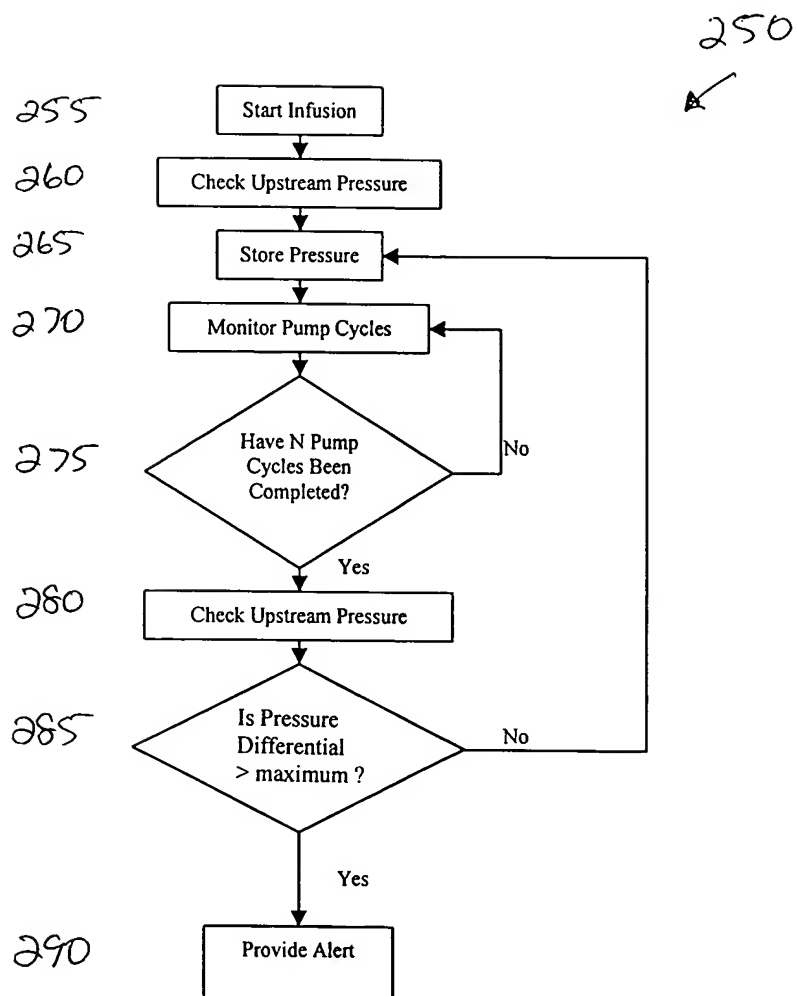 250
255
Start Infusion
260
Check Upstream Pressure
265
Store Pressure
270
Monitor Pump Cycles
275
Have N Pump
Cycles Been
Completed?
No
Yes
280
Check Upstream Pressure
285
Is Pressure
Differential
> maximum ?
No
Yes
290
Provide Alert